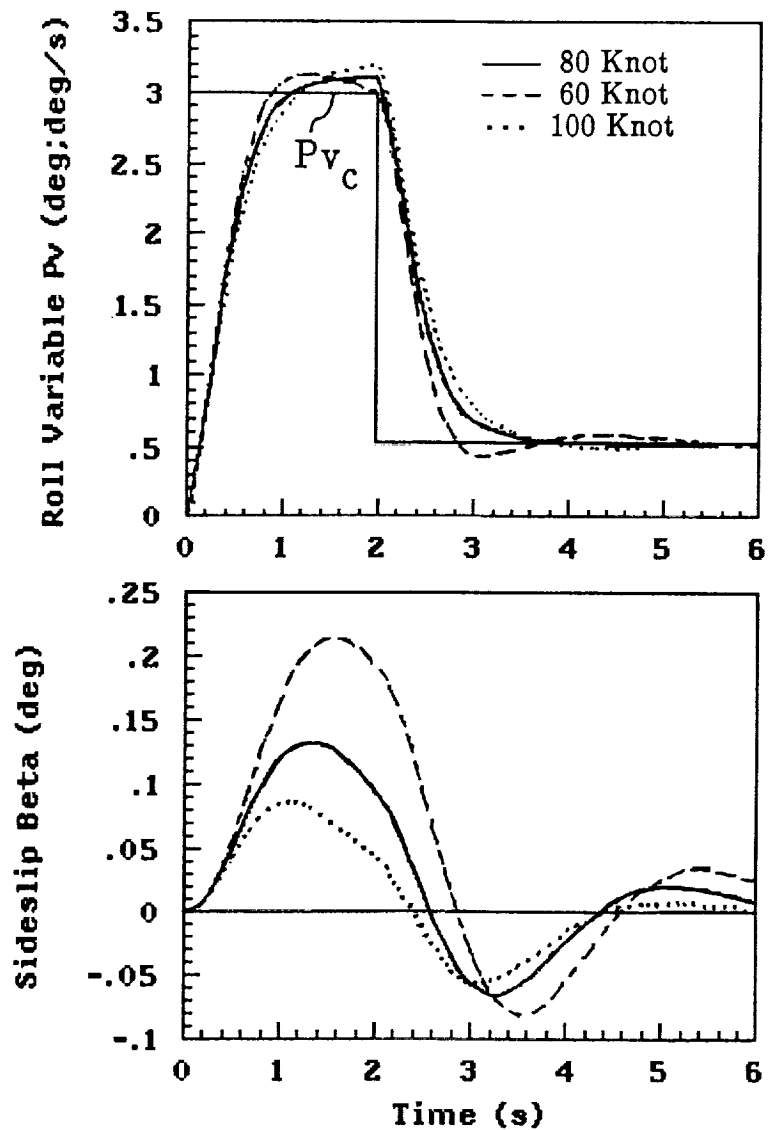 Roll Variable Pv (deg;deg/s)
3.5
3
2.5
2
1.5
1
.5
0
80 Knot
60 Knot
100 Knot
Pvc
0 1 2 3 4 5 6
Sideslip Beta (deg)
.25
.2
.15
.1
.05
0
-.05
-.1
0 1 2 3 4 5 6
Time (s)